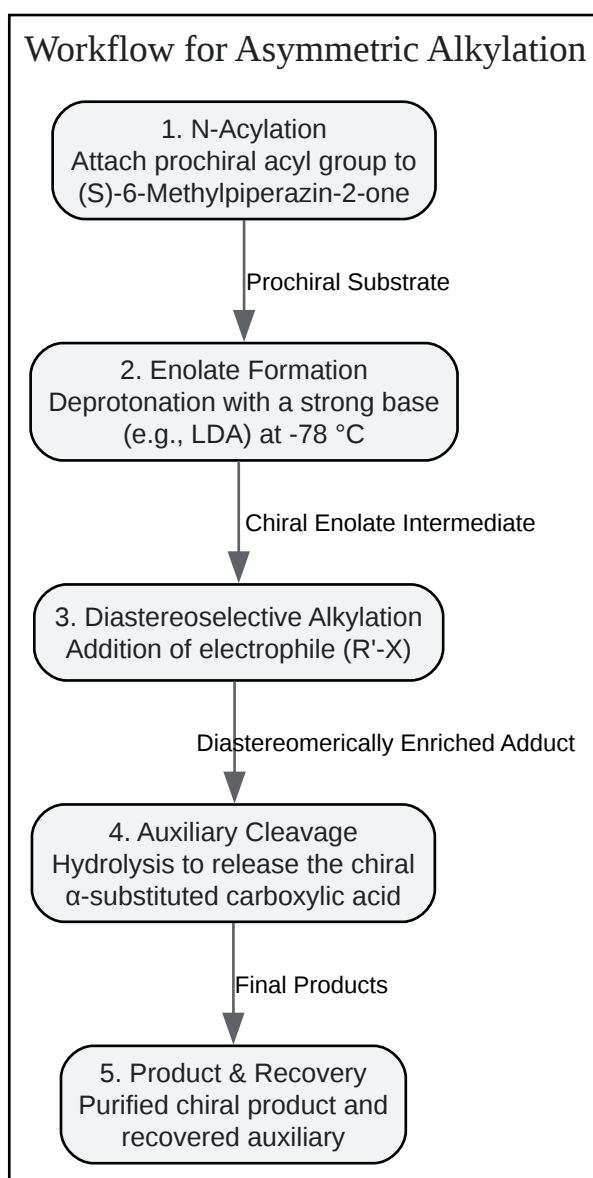 Workflow for Asymmetric Alkylation
1. N-Acylation
Attach prochiral acyl group to
(S)-6-Methylpiperazin-2-one
Prochiral Substrate
2. Enolate Formation
Deprotonation with a strong base
(e.g., LDA) at -78 °C
Chiral Enolate Intermediate
3. Diastereoselective Alkylation
Addition of electrophile (R'-X)
Diastereomerically Enriched Adduct
4. Auxiliary Cleavage
Hydrolysis to release the chiral
α-substituted carboxylic acid
Final Products
5. Product & Recovery
Purified chiral product and
recovered auxiliary